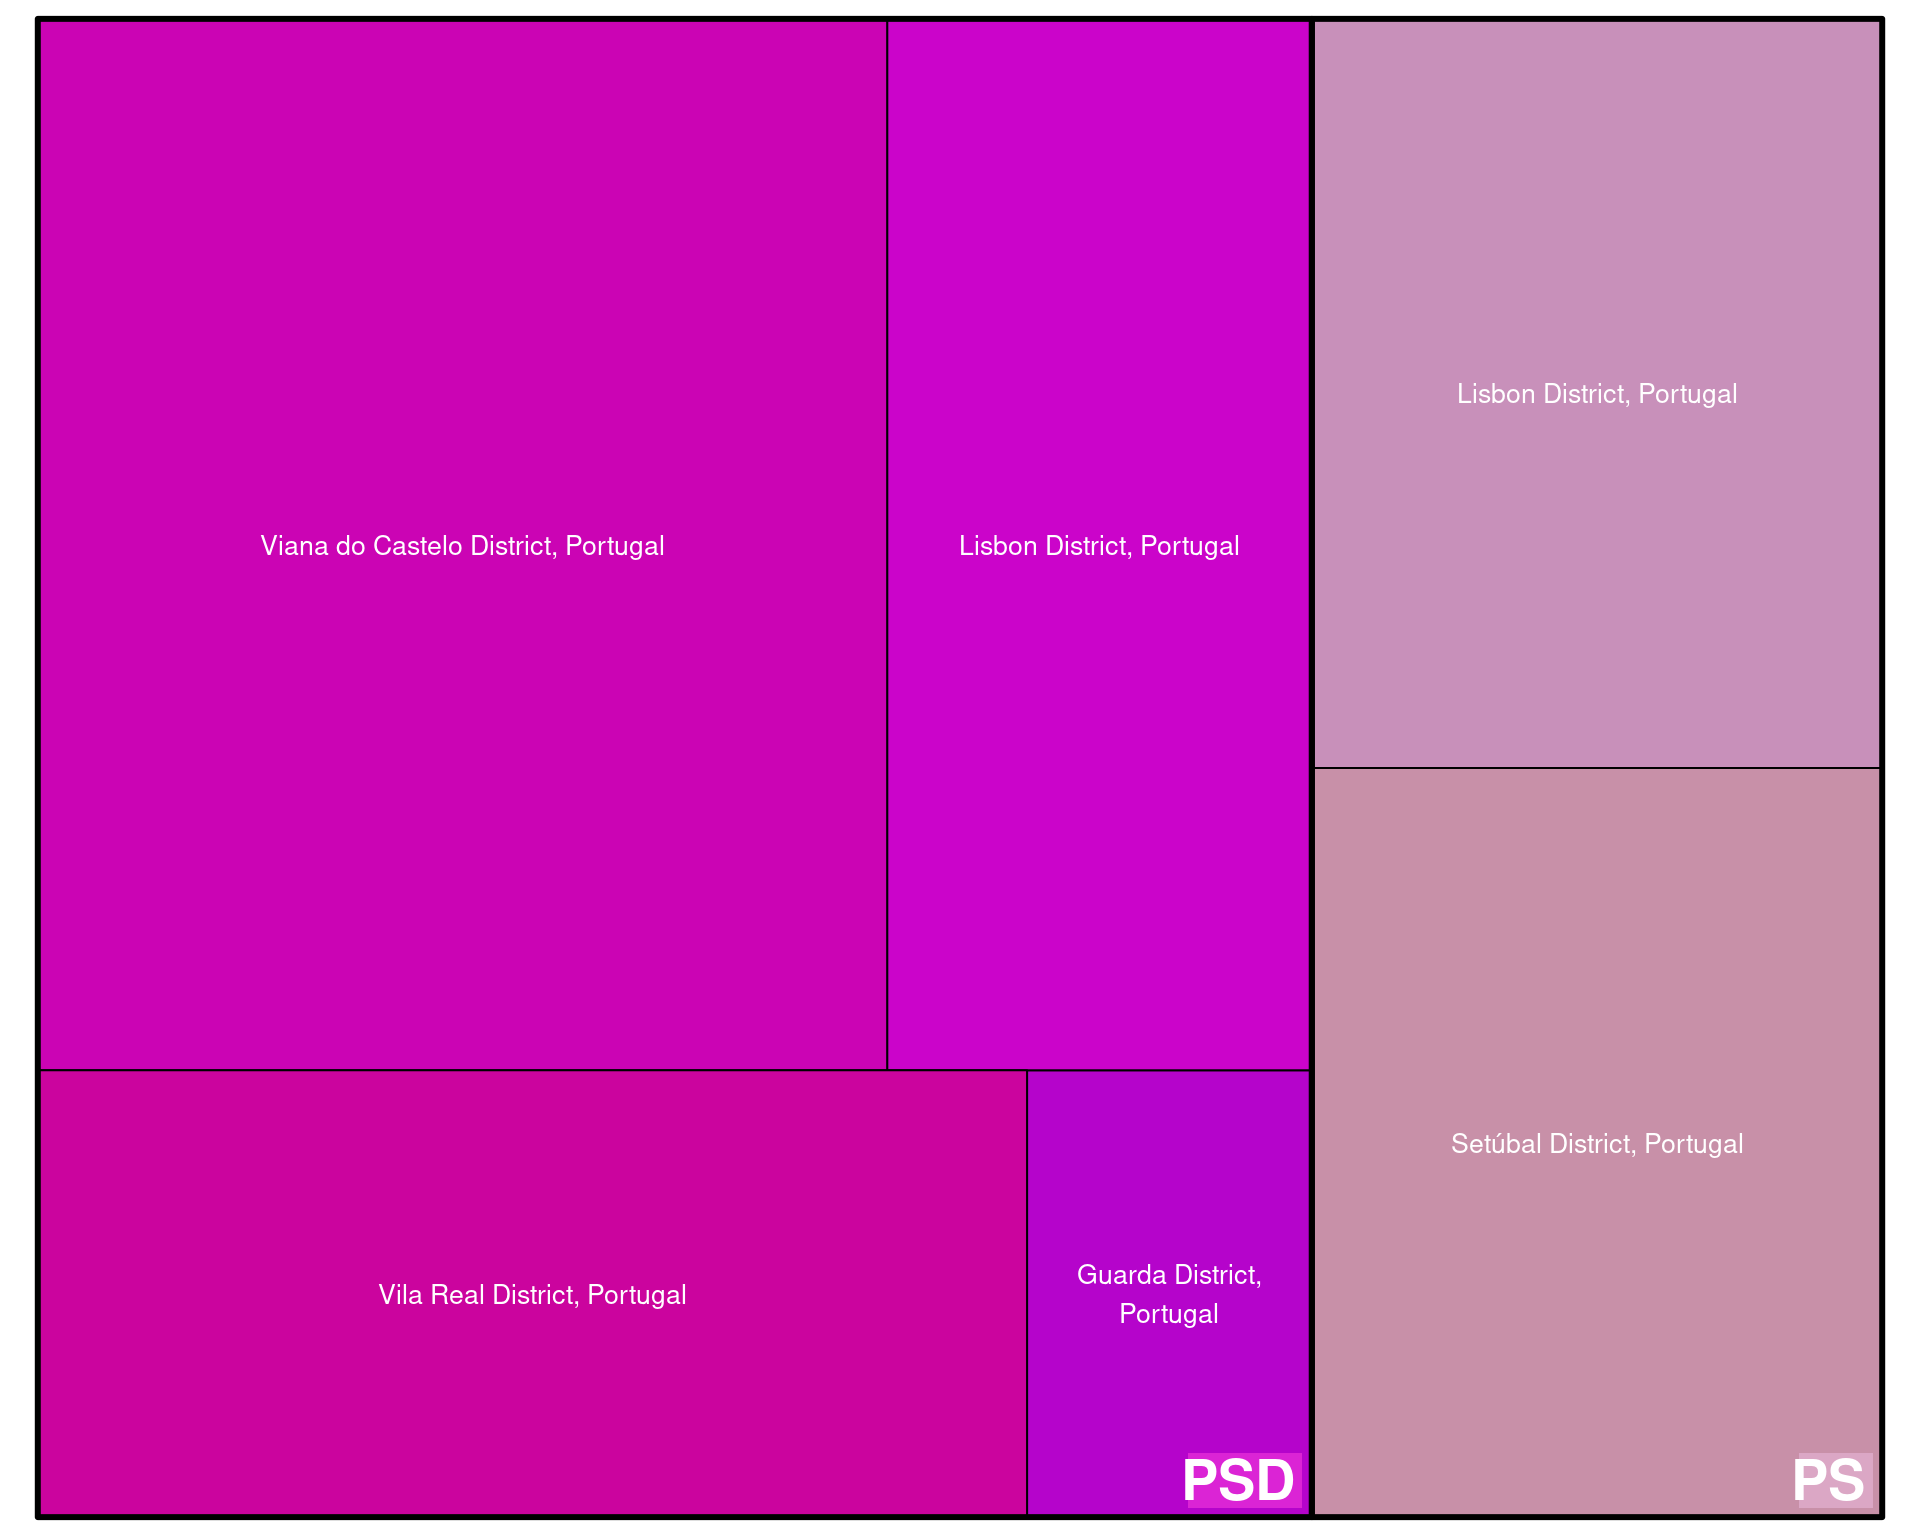 Viana do Castelo District, Portugal
Lisbon District, Portugal
Lisbon District, Portugal
Setúbal District, Portugal
Vila Real District, Portugal
Guarda District,
Portugal
PSD
PS